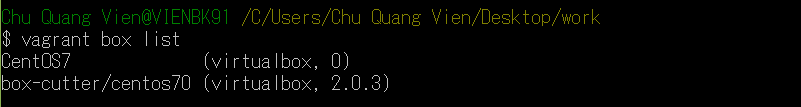 Chu Quang Vien@VIENBK91 /C/Users/Chu Quang Vien/Desktop/work
$ vagrant box list
CentOS7            (virtualbox, 0)
box-cutter/centos70 (virtualbox, 2.0.3)